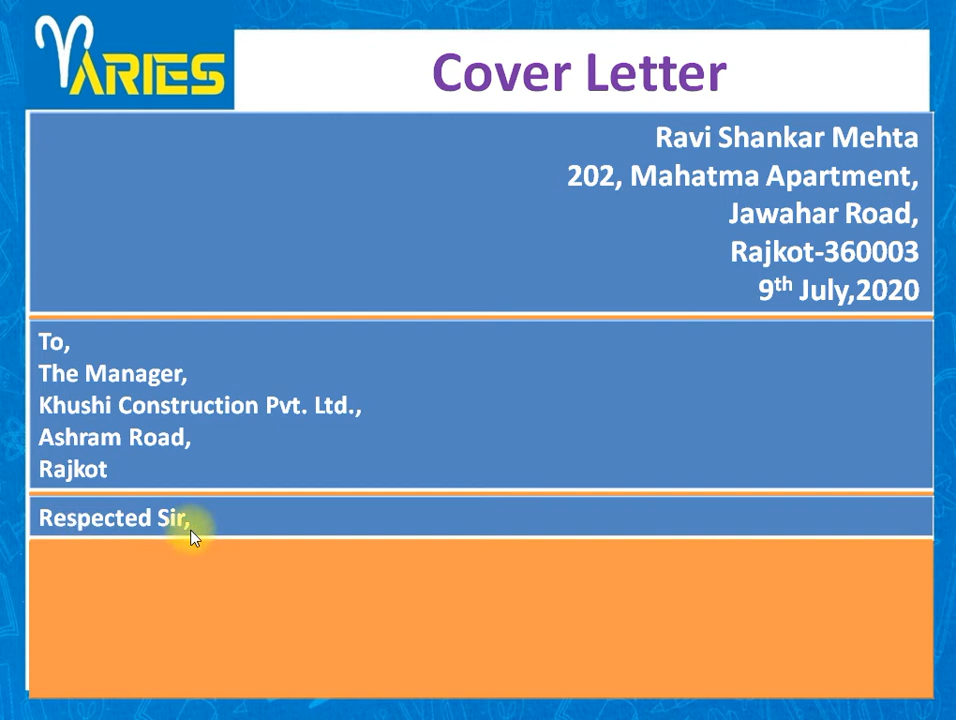 ARIES
Cover Letter
Ravi Shankar Mehta
202, Mahatma Apartment,
Jawahar Road,
Rajkot-360003
9th July,2020
To,
The Manager,
Khushi Construction Pvt. Ltd.,
Ashram Road,
Rajkot
Respected Sir,